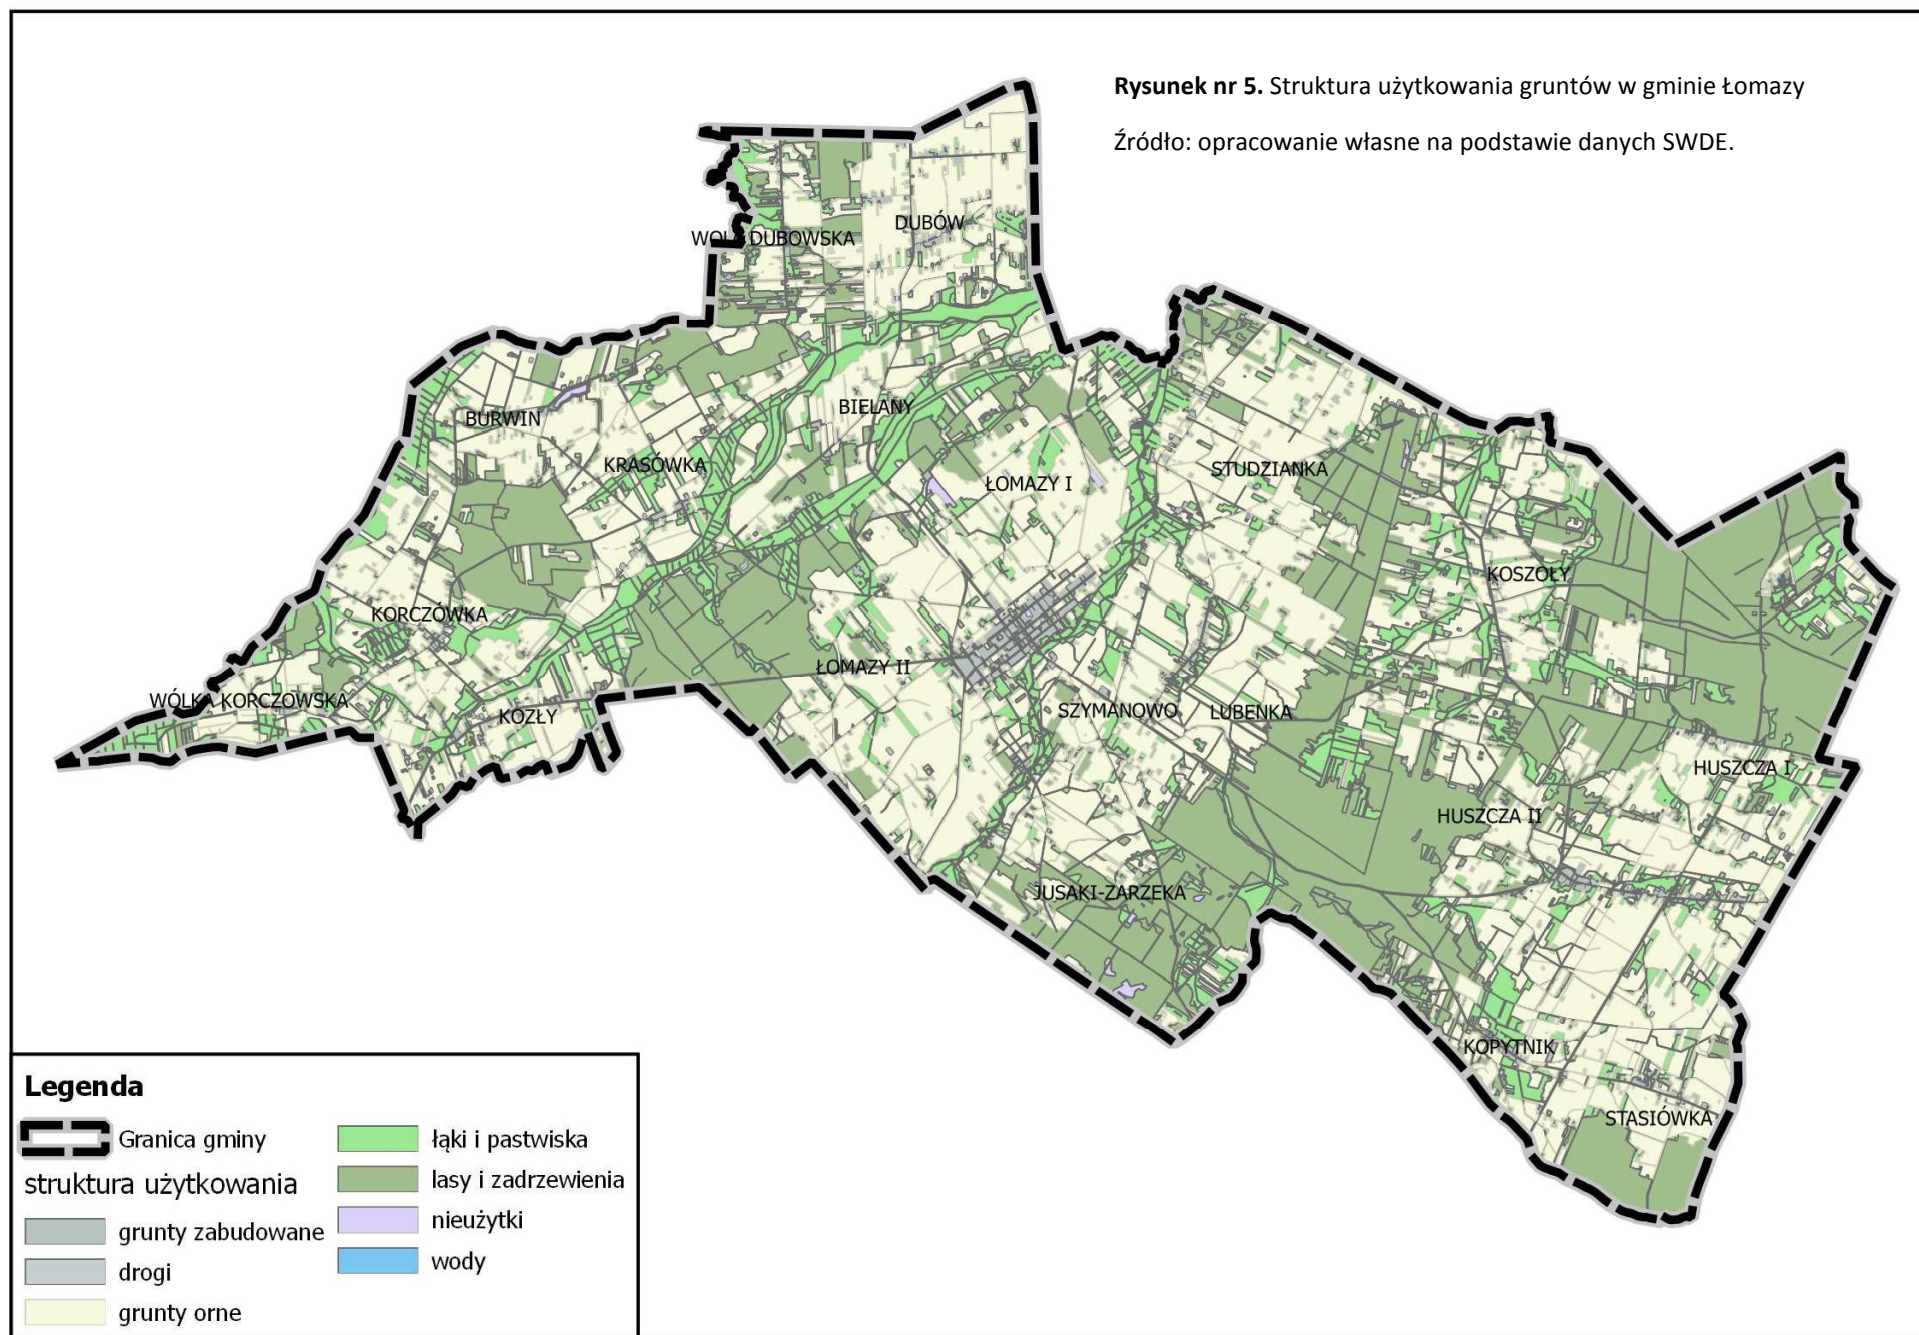 Rysunek nr 5. Struktura użytkowania gruntów w gminie Łomazy
Źródło: opracowanie własne na podstawie danych SWDE.
DUBÓW
WOLA DUBOWSKA
BIELANY
BURWIN
KRASÓWKA
STUDZIANKA
ŁOMAZY I
KOSZOŁY
KORCZÓWKA
ŁOMAZY II
WÓLKA KORCZOWSKA
KOZŁY
SZYMANOWO
LUBENKA
HUSZCZA I
HUSZCZA II
JUSAKI-ZARZEKA
KOPYTNIK
STASIÓWKA
Legenda
Granica gminy
struktura użytkowania
grunty zabudowane
drogi
grunty orne
łąki i pastwiska
lasy i zadrzewienia
nieużytki
wody